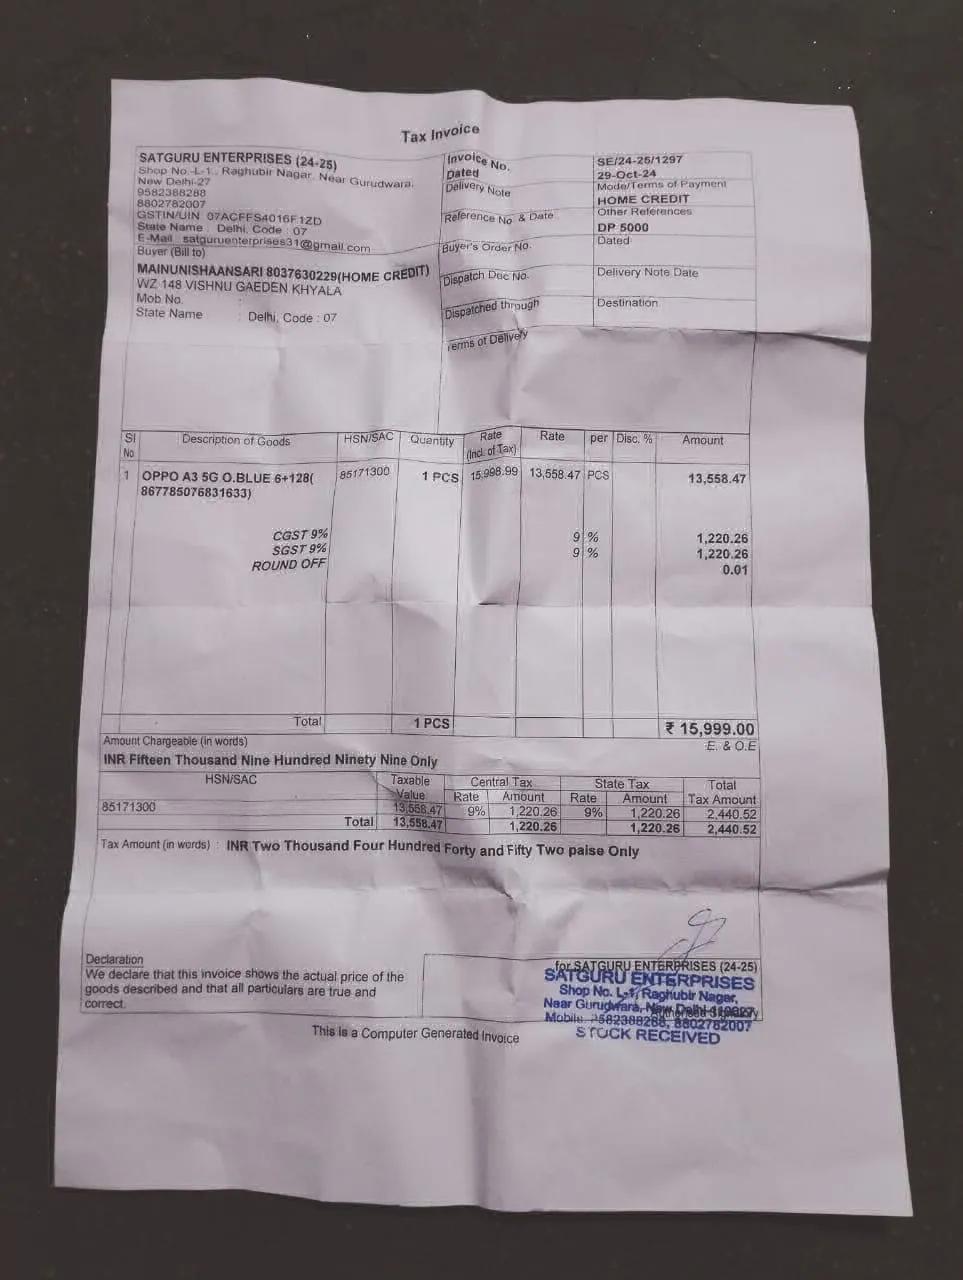 Tax Invoice
SATGURU ENTERPRISES (24-25)
Shop No.-L-1, Raghubir Nagar, Near Gurudwara,
New Delhi-27
9582388288
8802782007
GSTIN/UIN 07ACFFS4016F1ZD
State Name Delhi, Code : 07
E-Mail satguruenterprises31@gmail.com
Buyer (Bill to)
MAINUNISHAANSARI 8037630229(HOME CREDIT)
WZ 148 VISHNU GAEDEN KHYALA
Mob No. :
State Name : Delhi, Code : 07
Invoice No. SE/24-25/1297
Dated 29-Oct-24
Delivery Note Mode/Terms of Payment
HOME CREDIT
Reference No. & Date Other References
DP 5000
Buyer's Order No. Dated
Dispatch Doc No. Delivery Note Date
Dispatched through Destination
Terms of Delivery
Sl No Description of Goods HSN/SAC Quantity Rate (Incl. of Tax) Rate per Disc. % Amount
1 OPPO A3 5G O.BLUE 6+128( 85171300 1 PCS 15,998.99 13,558.47 PCS 13,558.47
867785076831633)
CGST 9% 9 % 1,220.26
SGST 9% 9 % 1,220.26
ROUND OFF 0.01
Total 1 PCS ₹ 15,999.00
Amount Chargeable (in words) E. & O.E
INR Fifteen Thousand Nine Hundred Ninety Nine Only
HSN/SAC Taxable Value Central Tax State Tax Total
Rate Amount Rate Amount Tax Amount
85171300 13,558.47 9% 1,220.26 9% 1,220.26 2,440.52
Total 13,558.47 1,220.26 1,220.26 2,440.52
Tax Amount (in words) : INR Two Thousand Four Hundred Forty and Fifty Two paise Only
Declaration
We declare that this invoice shows the actual price of the
goods described and that all particulars are true and
correct.
for SATGURU ENTERPRISES (24-25)
SATGURU ENTERPRISES
Shop No. L-1, Raghubir Nagar,
Near Gurudwara, New Delhi-110027
Mobile: 9582388288, 8802782007
STOCK RECEIVED
This is a Computer Generated Invoice